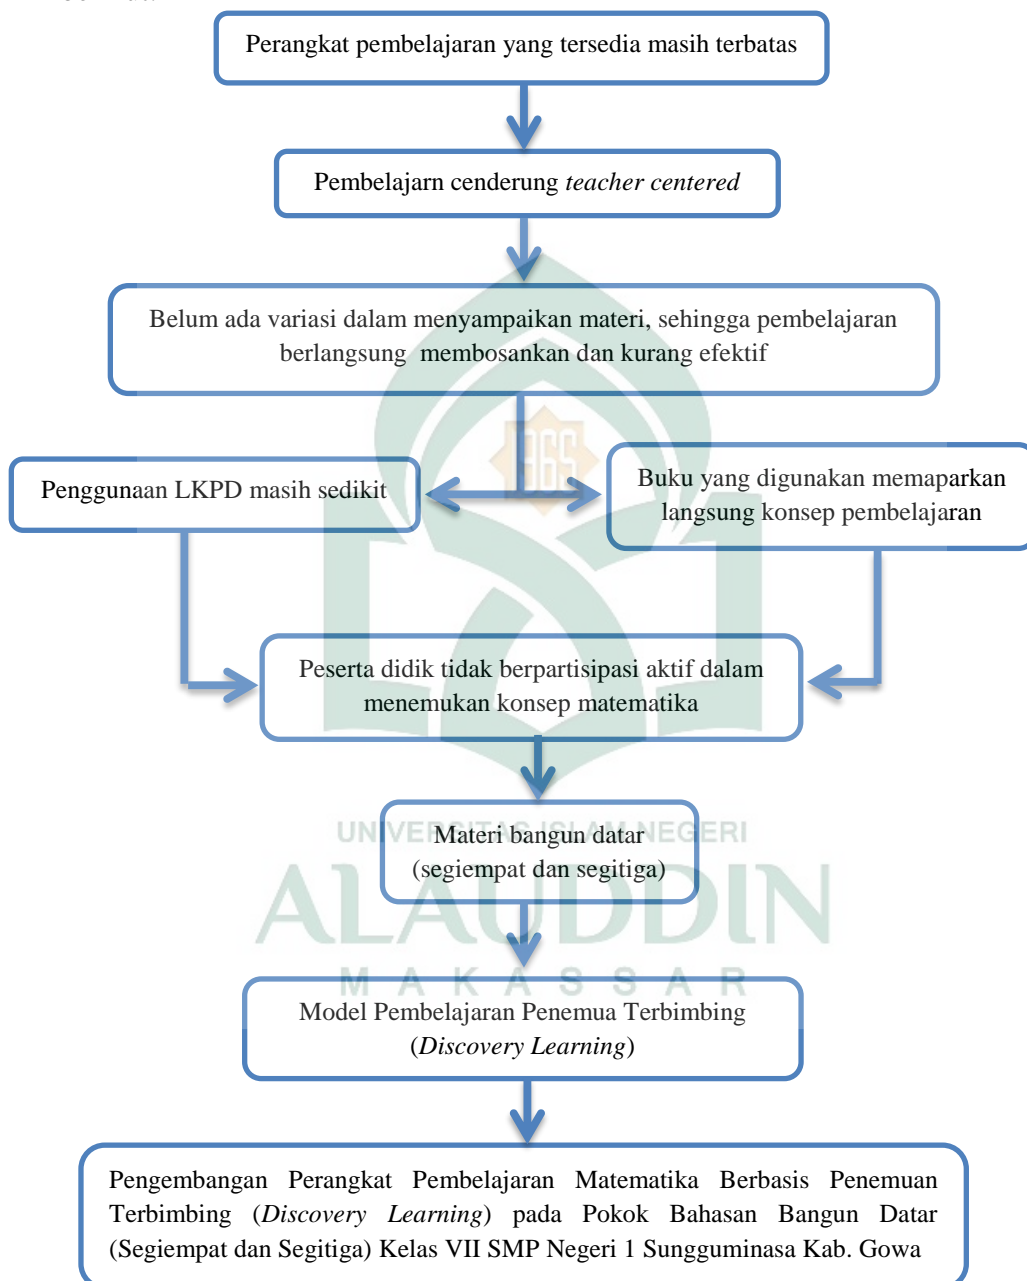 Perangkat pembelajaran yang tersedia masih terbatas
Pembelajarn cenderung teacher centered
Belum ada variasi dalam menyampaikan materi, sehingga pembelajaran
berlangsung membosankan dan kurang efektif
1965
Penggunaan LKPD masih sedikit
Buku yang digunakan memaparkan
langsung konsep pembelajaran
Peserta didik tidak berpartisipasi aktif dalam
menemukan konsep matematika
UNIVERSITAS ISLAM NEGERI
Materi bangun datar
(segiempat dan segitiga)
ALAUDDIN
MAKASSAR
Model Pembelajaran Penemua Terbimbing
(Discovery Learning)
Pengembangan Perangkat Pembelajaran Matematika Berbasis Penemuan
Terbimbing (Discovery Learning) pada Pokok Bahasan Bangun Datar
(Segiempat dan Segitiga) Kelas VII SMP Negeri 1 Sungguminasa Kab. Gowa